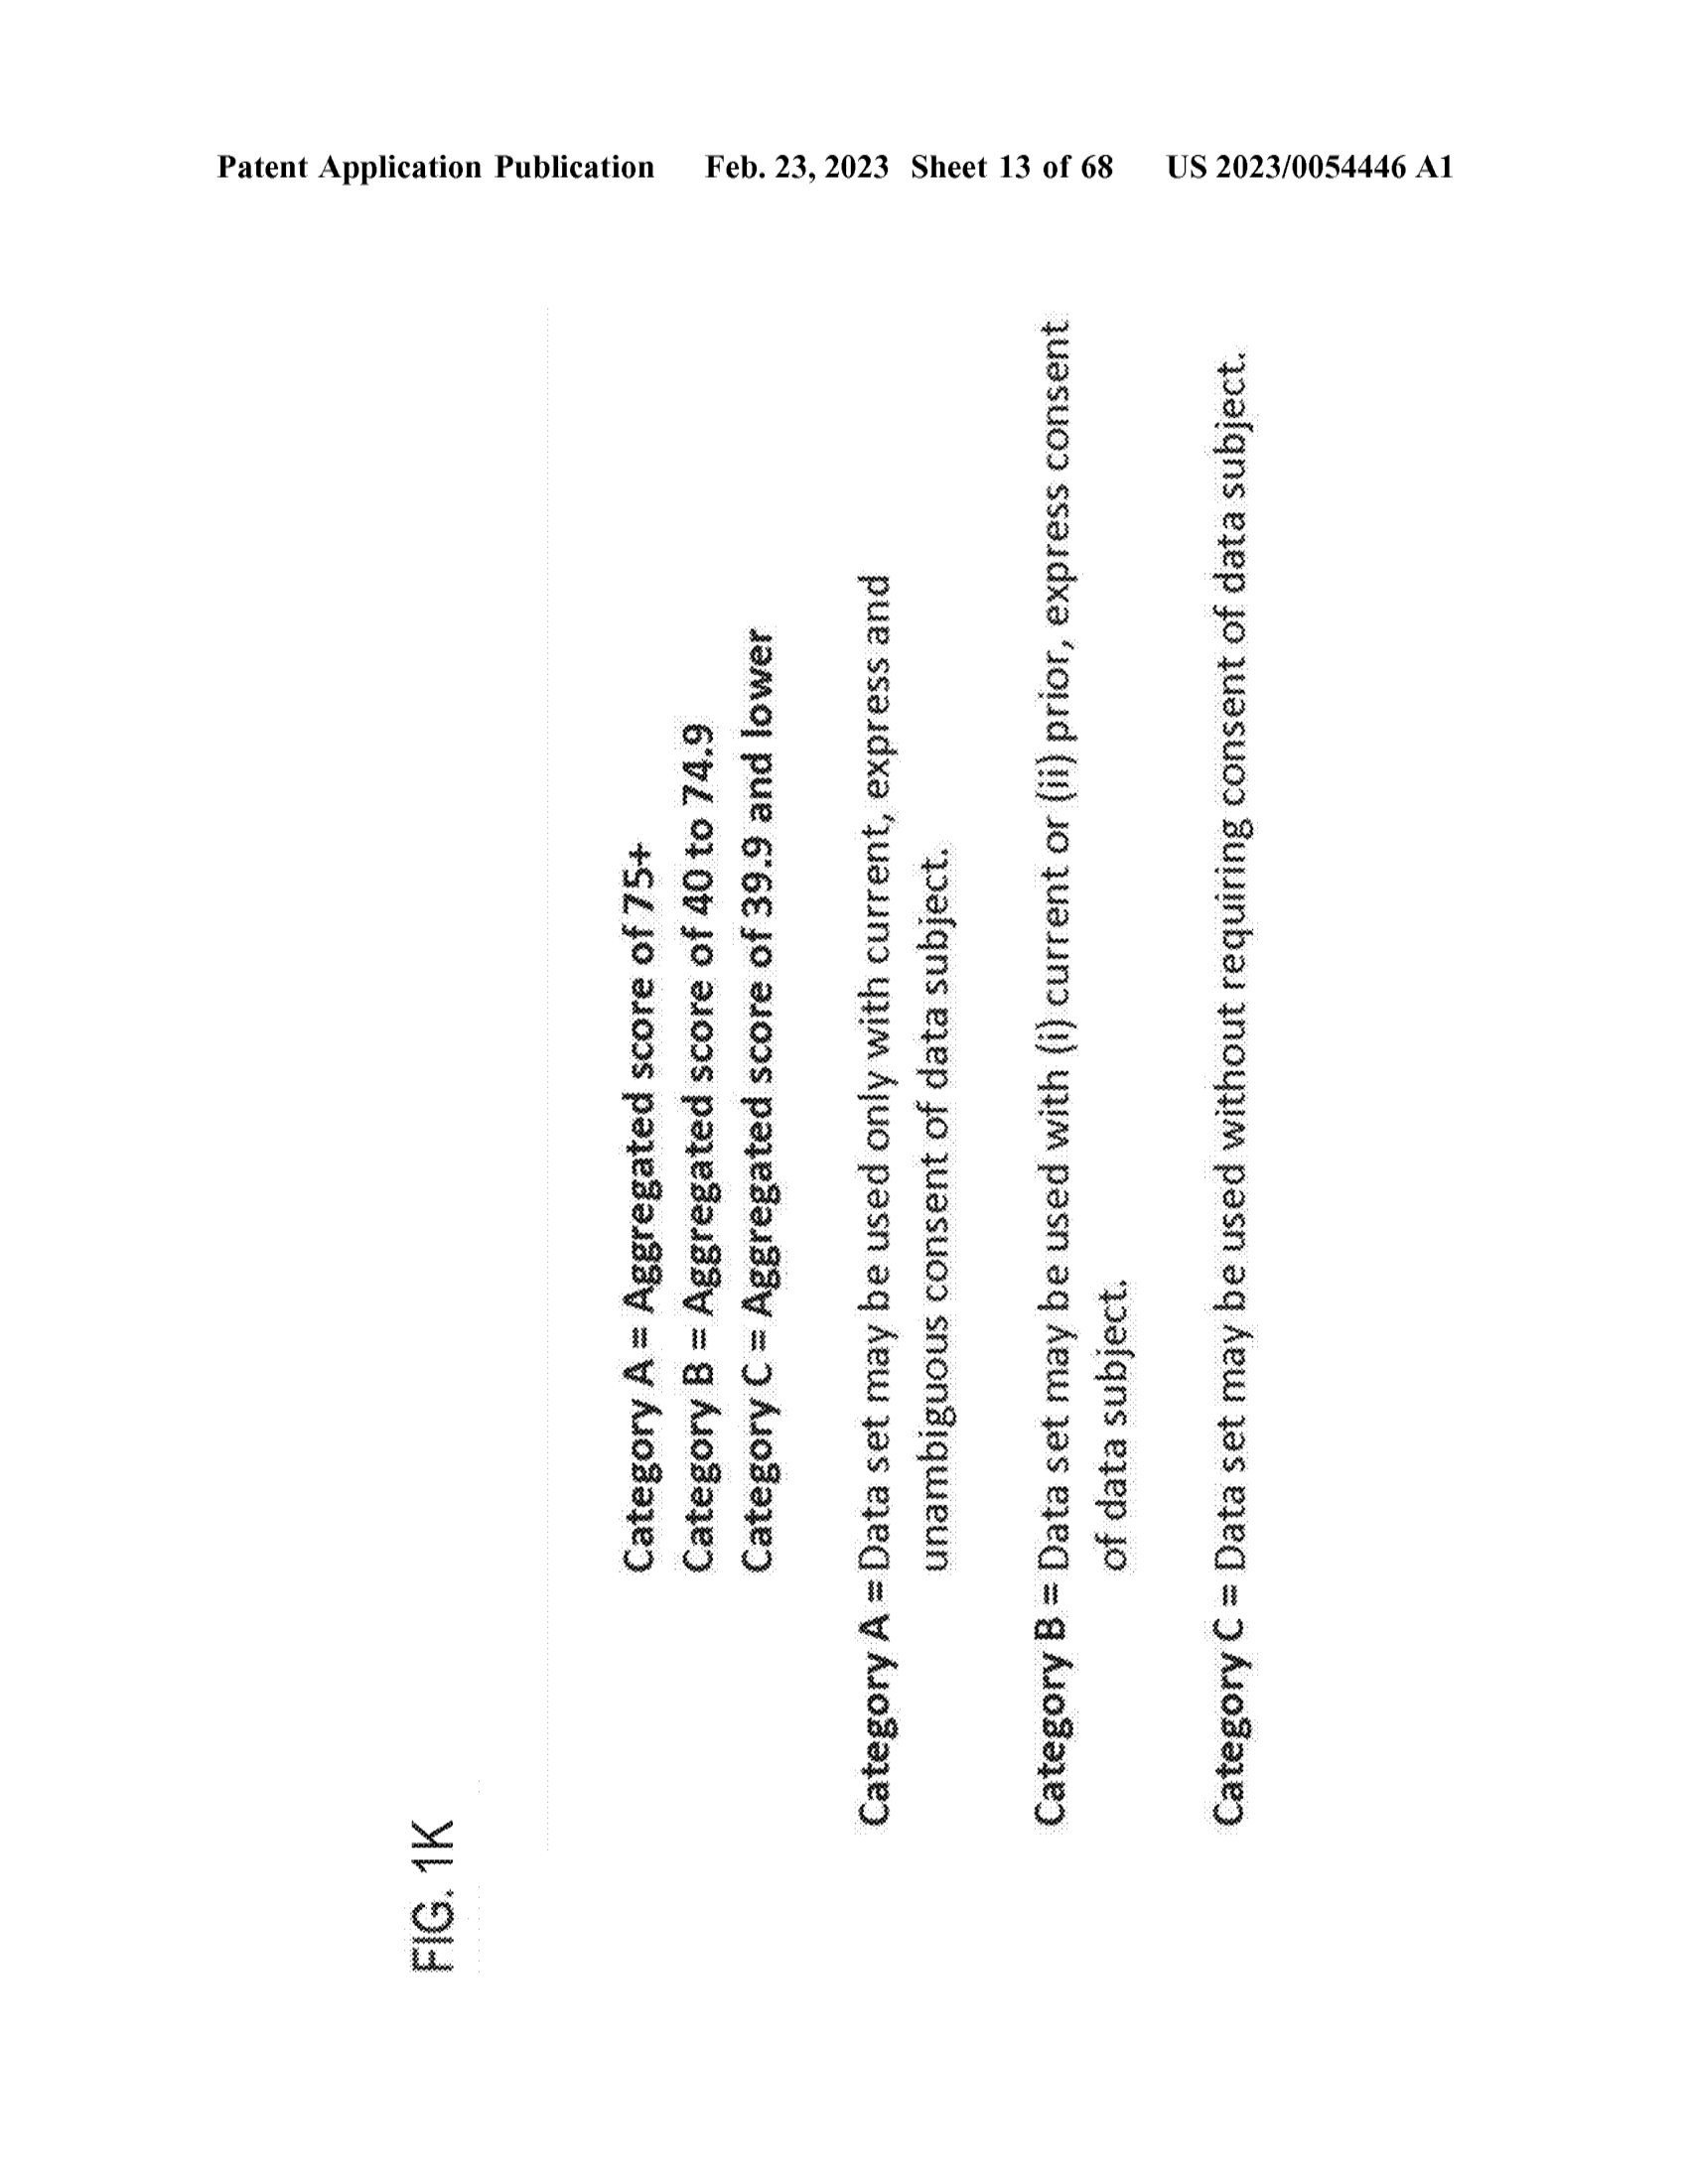 Patent Application Publication Feb. 23, 2023 Sheet 13 of 68 US 2023/0054446 A1
FIG. 1K
Category A = Aggregated score of 75+
Category B = Aggregated score of 40 to 74.9
Category C = Aggregated score of 39.9 and lower
Category A = Data set may be used only with current, express and
unambiguous consent of data subject.
Category B = Data set may be used with (i) current or (ii) prior, express consent
of data subject.
Category C = Data set may be used without requiring consent of data subject.